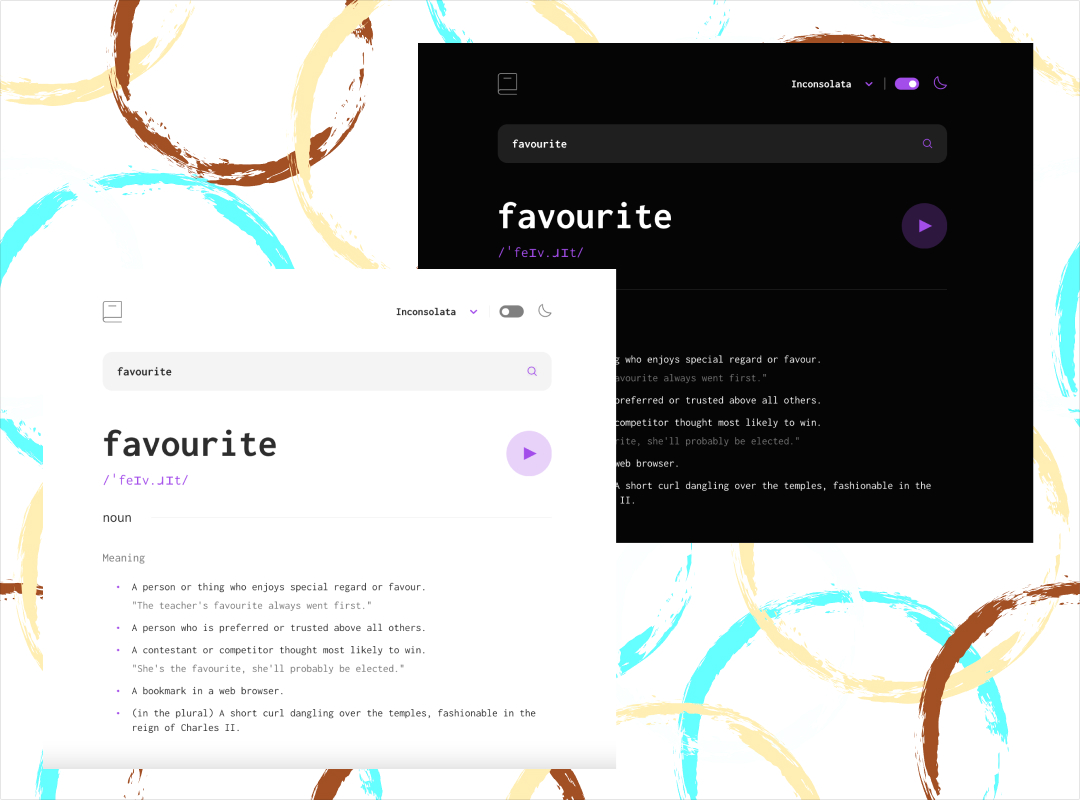 Inconsolata
favourite
favourite
/ˈfeɪv.ɹɪt/
who enjoys special regard or favour.
always went first."
preferred or trusted above all others.
competitor thought most likely to win.
she'll probably be elected."
web browser.
A short curl dangling over the temples, fashionable in the
II.
Inconsolata
favourite
favourite
/ˈfeɪv.ɹɪt/
noun
Meaning
A person or thing who enjoys special regard or favour.
"The teacher's favourite always went first."
A person who is preferred or trusted above all others.
A contestant or competitor thought most likely to win.
"She's the favourite, she'll probably be elected."
A bookmark in a web browser.
(in the plural) A short curl dangling over the temples, fashionable in the
reign of Charles II.